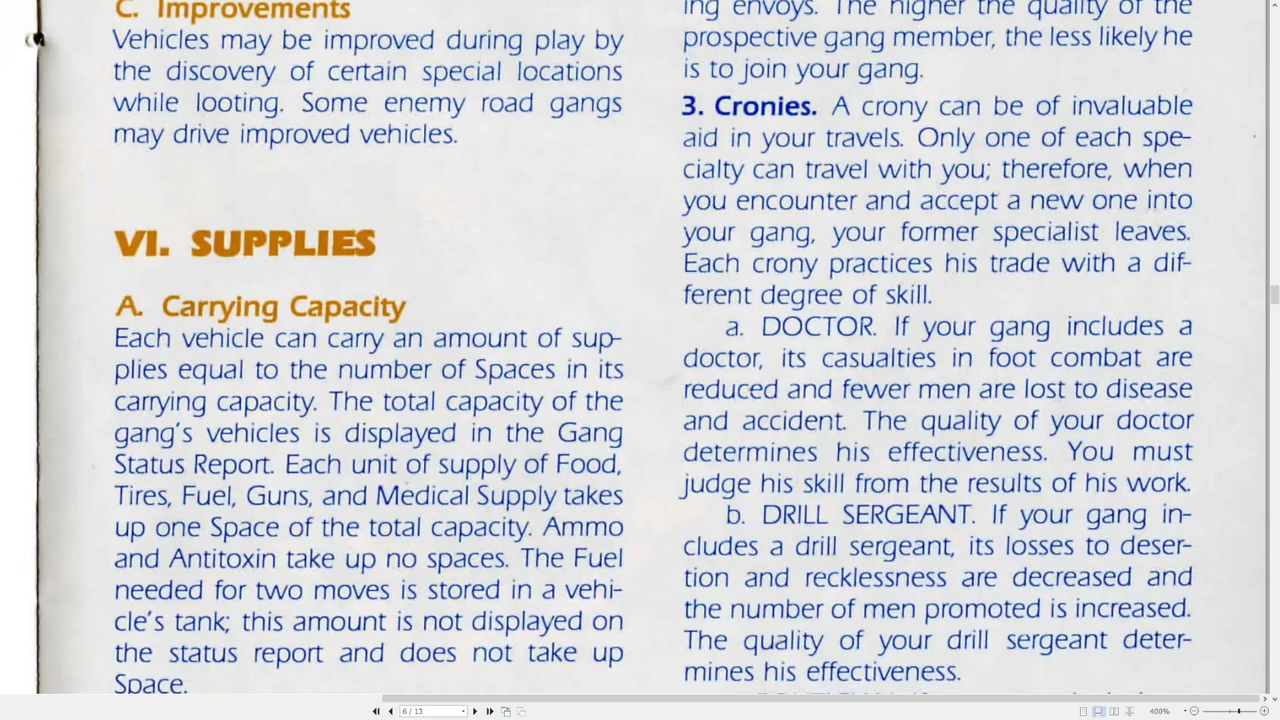 C. Improvements
Vehicles may be improved during play by
the discovery of certain special locations
while looting. Some enemy road gangs
may drive improved vehicles.
VI. SUPPLIES
A. Carrying Capacity
Each vehicle can carry an amount of sup-
plies equal to the number of Spaces in its
carrying capacity. The total capacity of the
gang's vehicles is displayed in the Gang
Status Report. Each unit of supply of Food,
Tires, Fuel, Guns, and Medical Supply takes
up one Space of the total capacity. Ammo
and Antitoxin take up no spaces. The Fuel
needed for two moves is stored in a vehi-
cle's tank; this amount is not displayed on
the status report and does not take up
Space.
ing envoys. The higher the quality of the
prospective gang member, the less likely he
is to join your gang.
3. Cronies. A crony can be of invaluable
aid in your travels. Only one of each spe-
cialty can travel with you; therefore, when
you encounter and accept a new one into
your gang, your former specialist leaves.
Each crony practices his trade with a dif-
ferent degree of skill.
a. DOCTOR. If your gang includes a
doctor, its casualties in foot combat are
reduced and fewer men are lost to disease
and accident. The quality of your doctor
determines his effectiveness. You must
judge his skill from the results of his work.
b. DRILL SERGEANT. If your gang in-
cludes a drill sergeant, its losses to deser-
tion and recklessness are decreased and
the number of men promoted is increased.
The quality of your drill sergeant deter-
mines his effectiveness.
6 / 13
400%